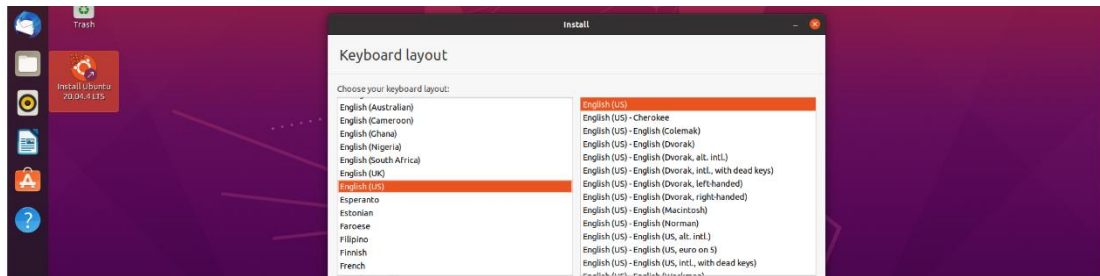 Trash
Install Ubuntu
20.04.4 LTS
Install
Keyboard layout
Choose your keyboard layout:
English (Australian)
English (Cameroon)
English (Ghana)
English (Nigeria)
English (South Africa)
English (UK)
English (US)
Esperanto
Estonian
Faroese
Filipino
Finnish
French
English (US)
English (US) - Cherokee
English (US) - English (Colemak)
English (US) - English (Dvorak)
English (US) - English (Dvorak, alt. intl.)
English (US) - English (Dvorak, intl., with dead keys)
English (US) - English (Dvorak, left-handed)
English (US) - English (Dvorak, right-handed)
English (US) - English (Macintosh)
English (US) - English (Norman)
English (US) - English (US, alt. intl.)
English (US) - English (US, euro on 5)
English (US) - English (US, intl., with dead keys)